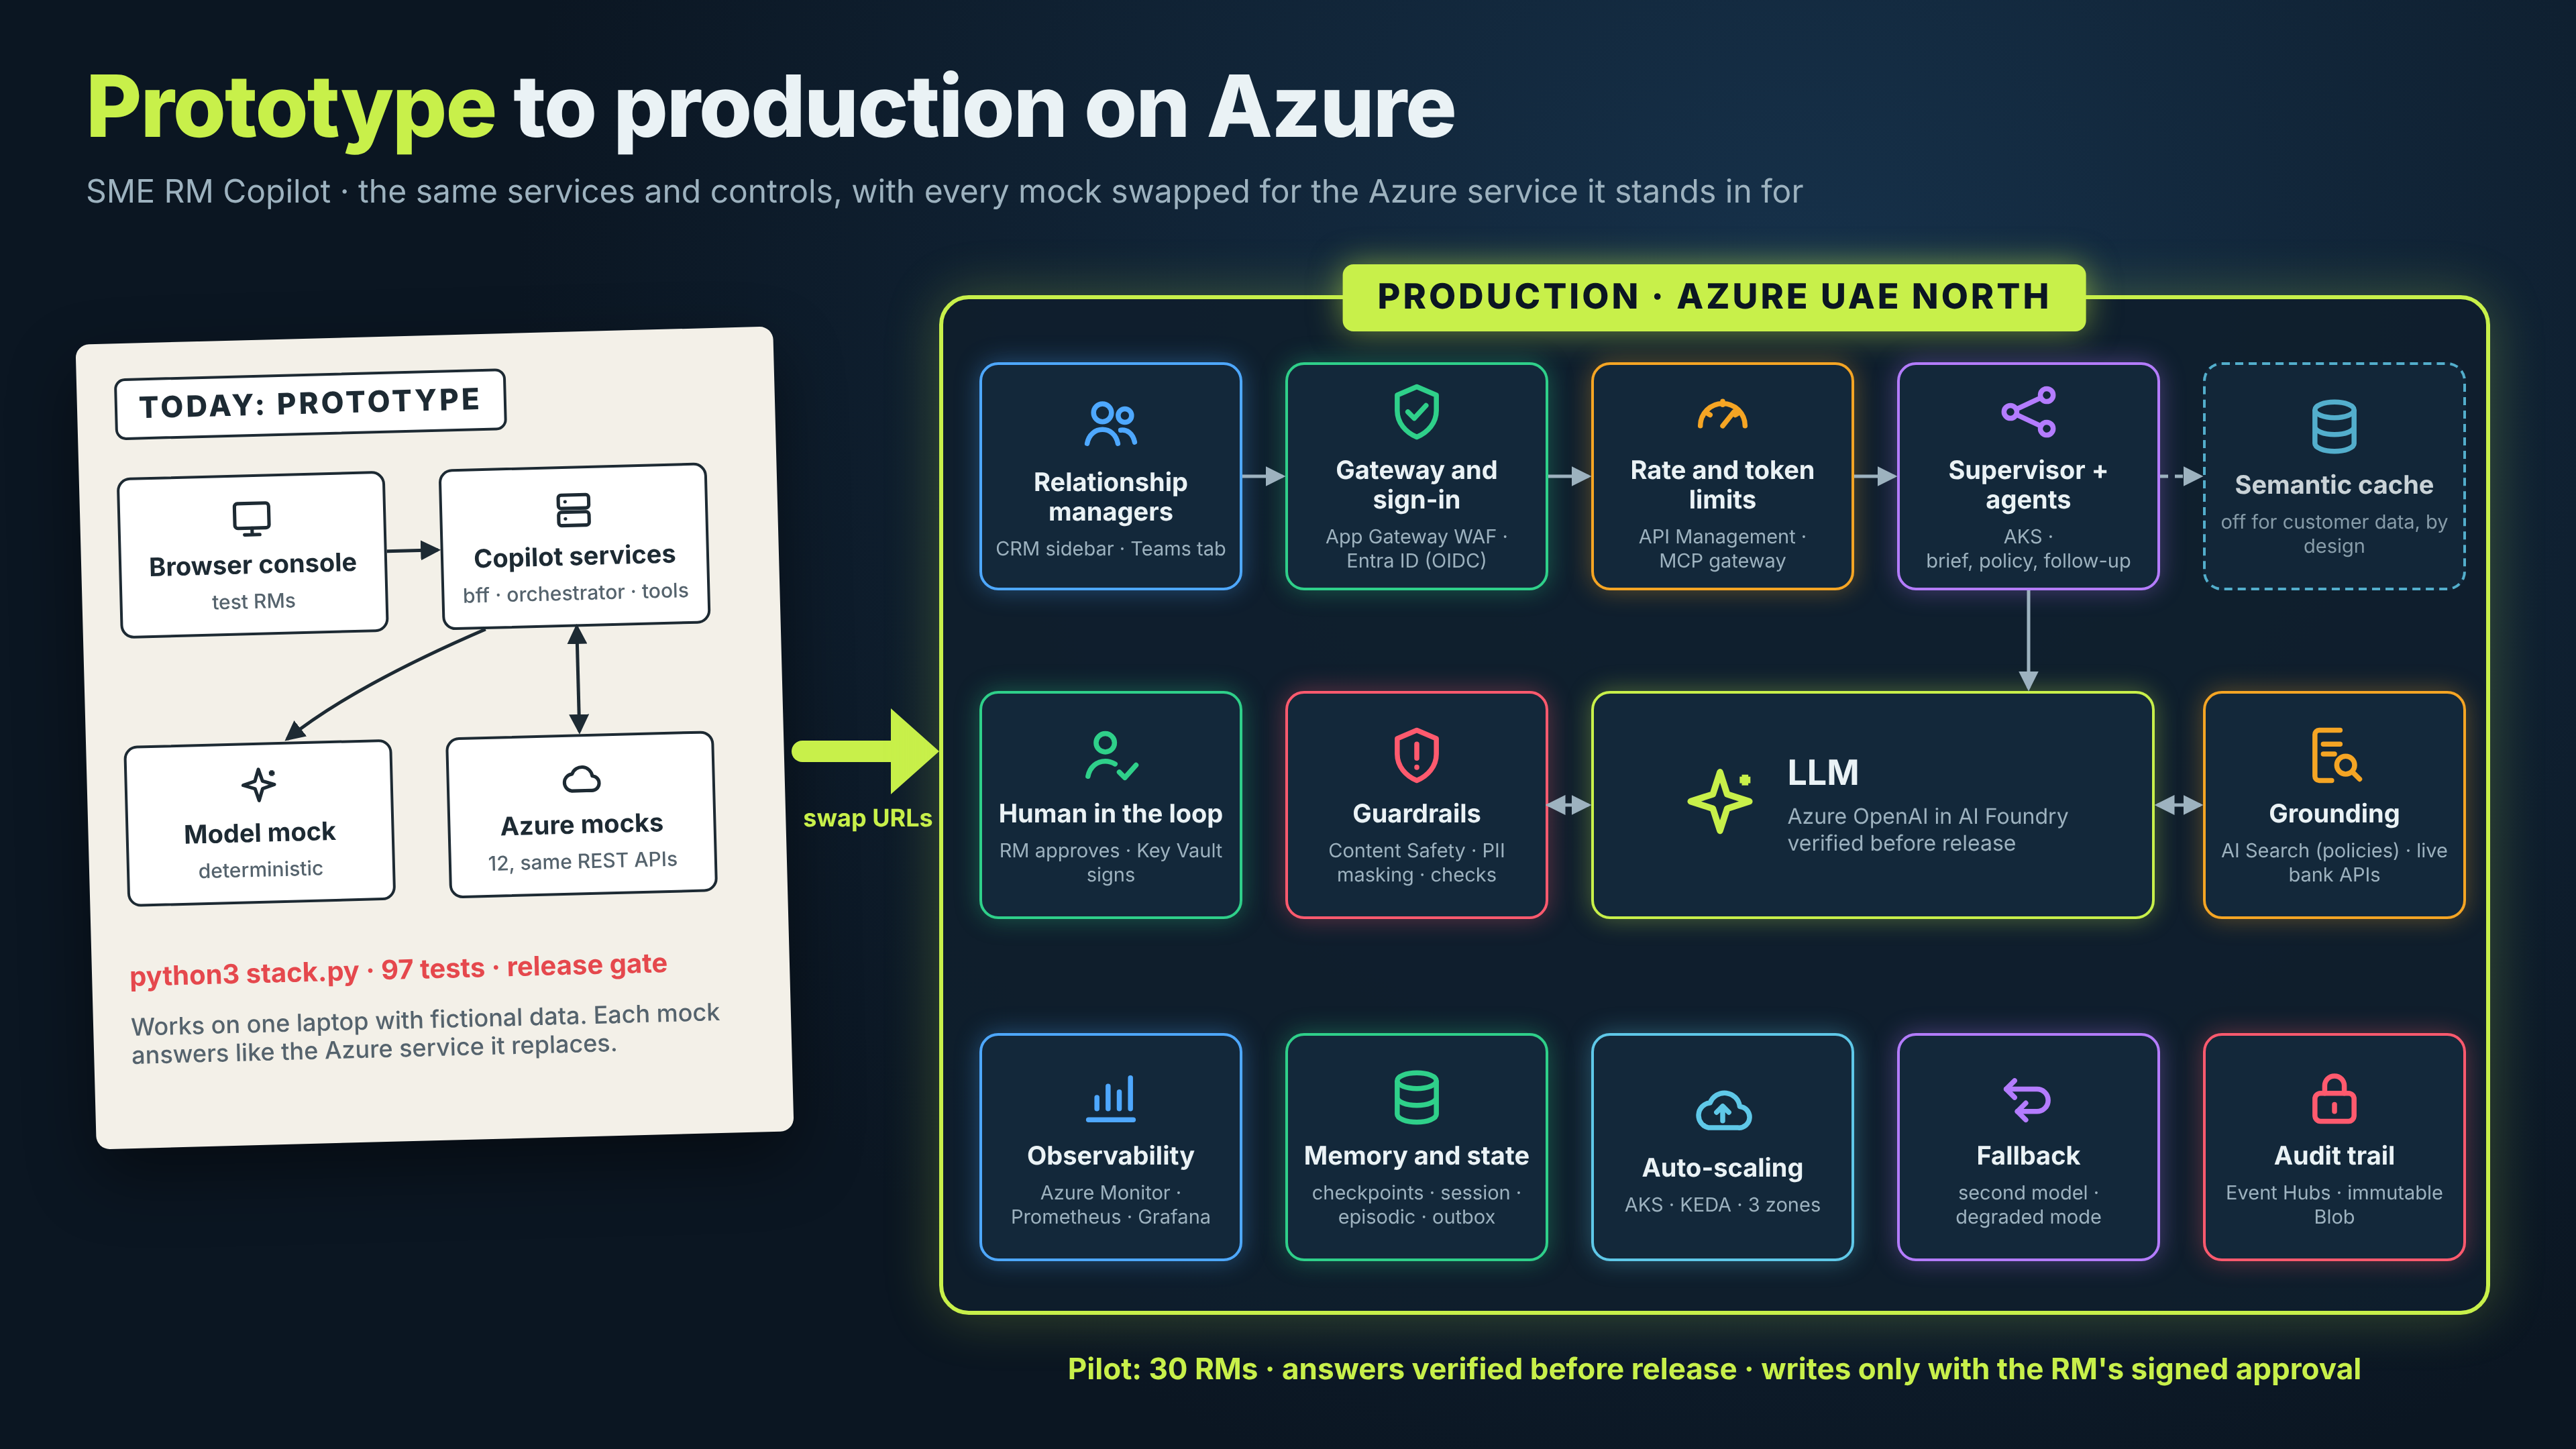 Prototype to production on Azure
SME RM Copilot · the same services and controls, with every mock swapped for the Azure service it stands in for
TODAY: PROTOTYPE
Browser console
test RMs
Copilot services
bff · orchestrator · tools
Model mock
deterministic
Azure mocks
12, same REST APIs
python3 stack.py · 97 tests · release gate
Works on one laptop with fictional data. Each mock
answers like the Azure service it replaces.
swap URLs
PRODUCTION · AZURE UAE NORTH
Relationship
managers
CRM sidebar · Teams tab
Gateway and
sign-in
App Gateway WAF ·
Entra ID (OIDC)
Rate and token
limits
API Management ·
MCP gateway
Supervisor +
agents
AKS ·
brief, policy, follow-up
Semantic cache
off for customer data, by
design
Human in the loop
RM approves · Key Vault
signs
Guardrails
Content Safety · PII
masking · checks
LLM
Azure OpenAI in AI Foundry
verified before release
Grounding
AI Search (policies) · live
bank APIs
Observability
Azure Monitor ·
Prometheus · Grafana
Memory and state
checkpoints · session ·
episodic · outbox
Auto-scaling
AKS · KEDA · 3 zones
Fallback
second model ·
degraded mode
Audit trail
Event Hubs · immutable
Blob
Pilot: 30 RMs · answers verified before release · writes only with the RM's signed approval